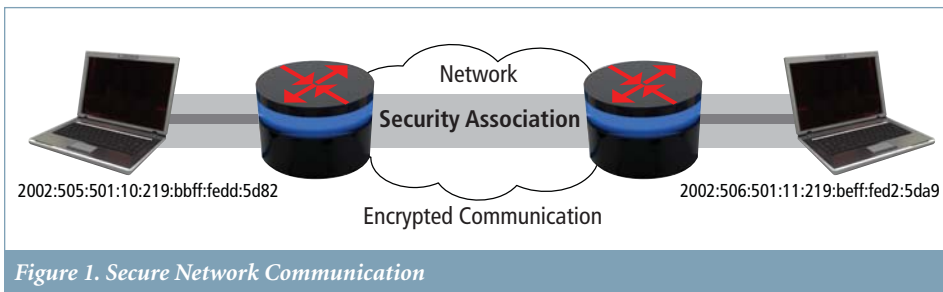 Network
Security Association
2002:505:501:10:219:bbff:fedd:5d82
2002:506:501:11:219:beff:fed2:5da9
Encrypted Communication
Figure 1. Secure Network Communication